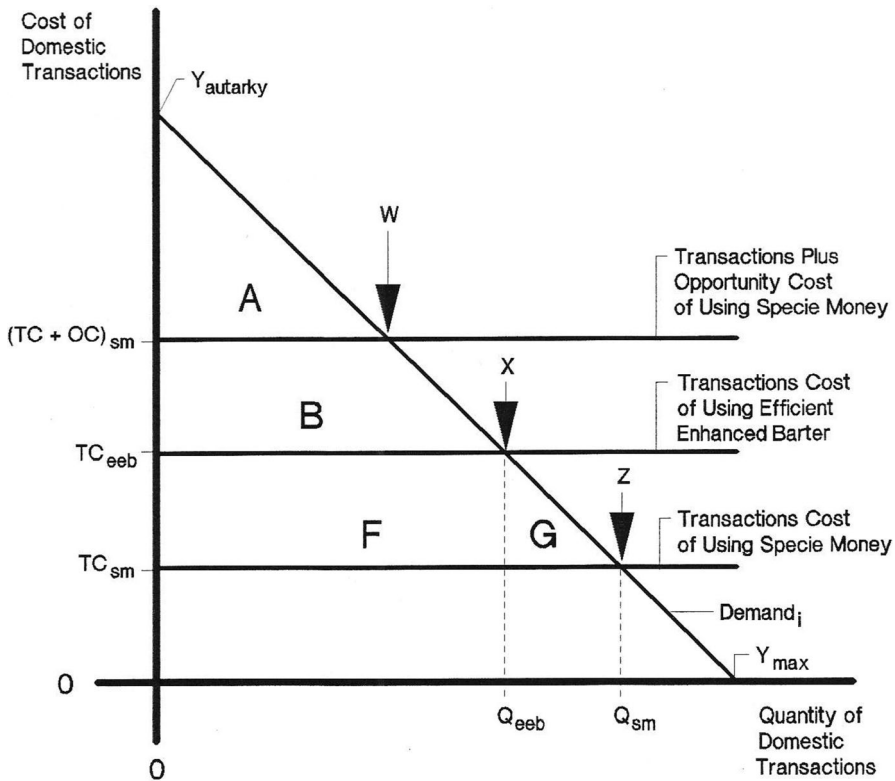 Cost of
Domestic
Transactions
Y autarky
W
A
Transactions Plus
Opportunity Cost
of Using Specie Money
(TC + OC) sm
X
B
Transactions Cost
of Using Efficient
Enhanced Barter
TC eeb
Z
F
G
Transactions Cost
of Using Specie Money
TC sm
Demand i
Y max
0
Q eeb
Q sm
Quantity of
Domestic
Transactions
0